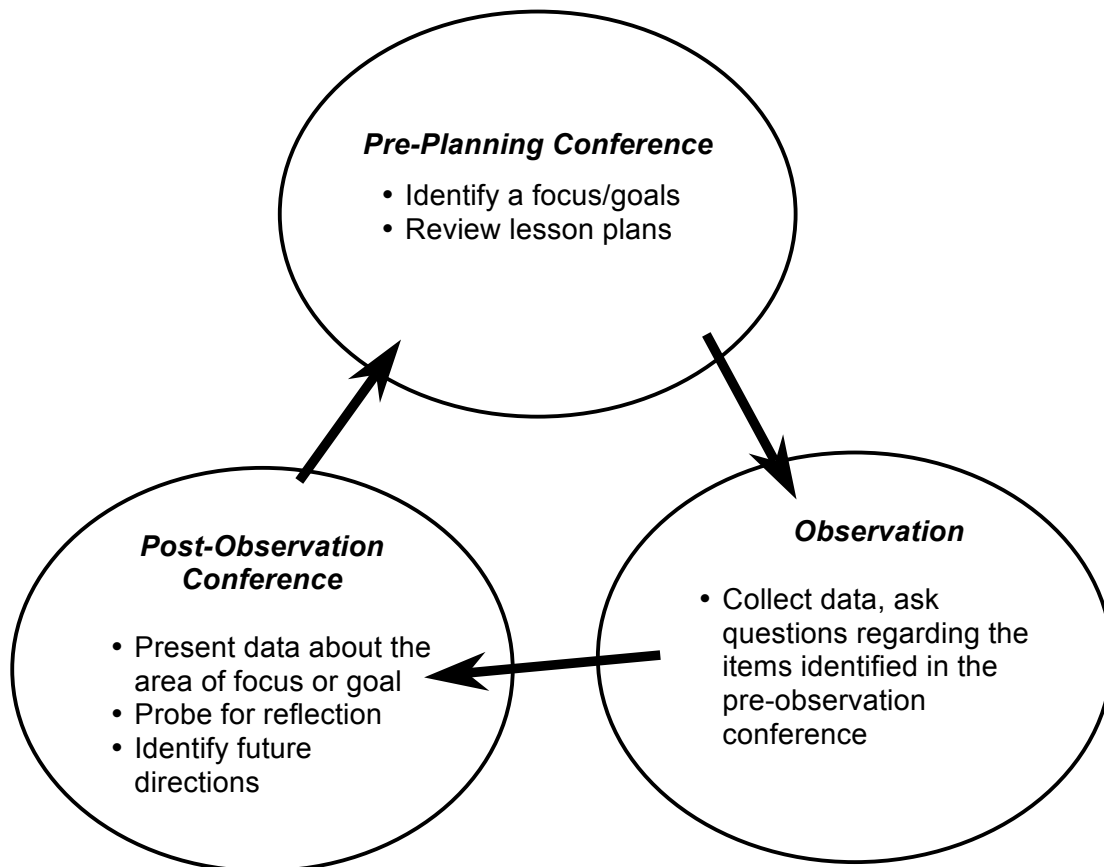 Pre-Planning Conference
• Identify a focus/goals
• Review lesson plans
Observation
• Collect data, ask
questions regarding the
items identified in the
pre-observation
conference
Post-Observation
Conference
• Present data about the
area of focus or goal
• Probe for reflection
• Identify future
directions